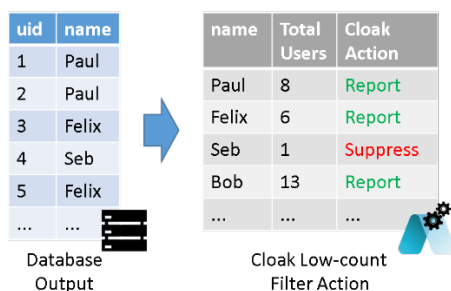 uid name
1 Paul
2 Paul
3 Felix
4 Seb
5 Felix
... ...
Database
Output
name Total Users Cloak Action
Paul 8 Report
Felix 6 Report
Seb 1 Suppress
Bob 13 Report
... ... ...
Cloak Low-count
Filter Action